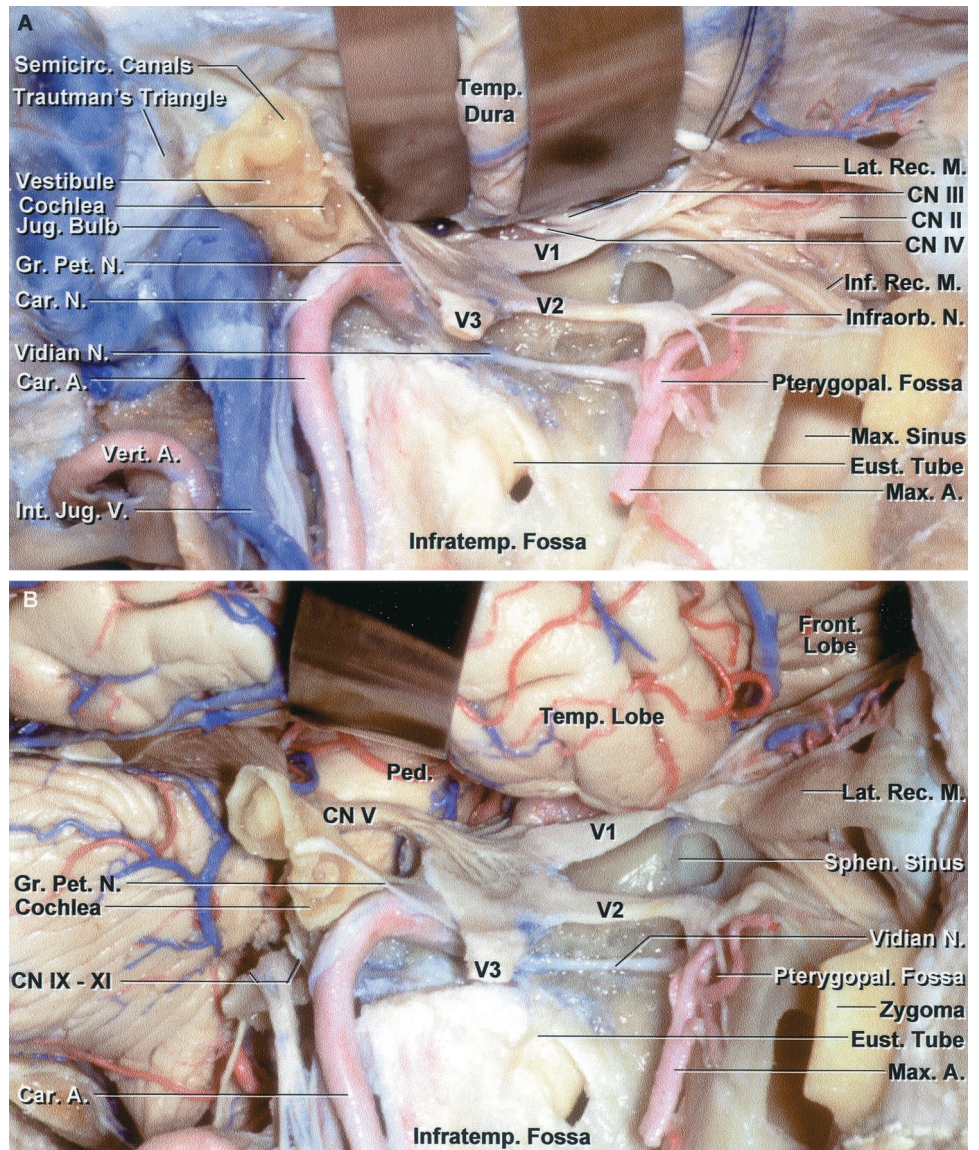 A
Semicirc. Canals
Trautman's Triangle
Vestibule
Cochlea
Jug. Bulb
Gr. Pet. N.
Car. N.
Vidian N.
Car. A.
Vert. A.
Int. Jug. V.
Temp.
Dura
V1
V2
V3
Infratemp. Fossa
Lat. Rec. M.
CN III
CN II
CN IV
Inf. Rec. M.
Infraorb. N.
Pterygopal. Fossa
Max. Sinus
Eust. Tube
Max. A.
B
Front.
Lobe
Temp. Lobe
Ped.
CN V
V1
Lat. Rec. M.
Sphen. Sinus
Gr. Pet. N.
Cochlea
V2
Vidian N.
CN IX - XI
V3
Pterygopal. Fossa
Zygoma
Eust. Tube
Max. A.
Car. A.
Infratemp. Fossa